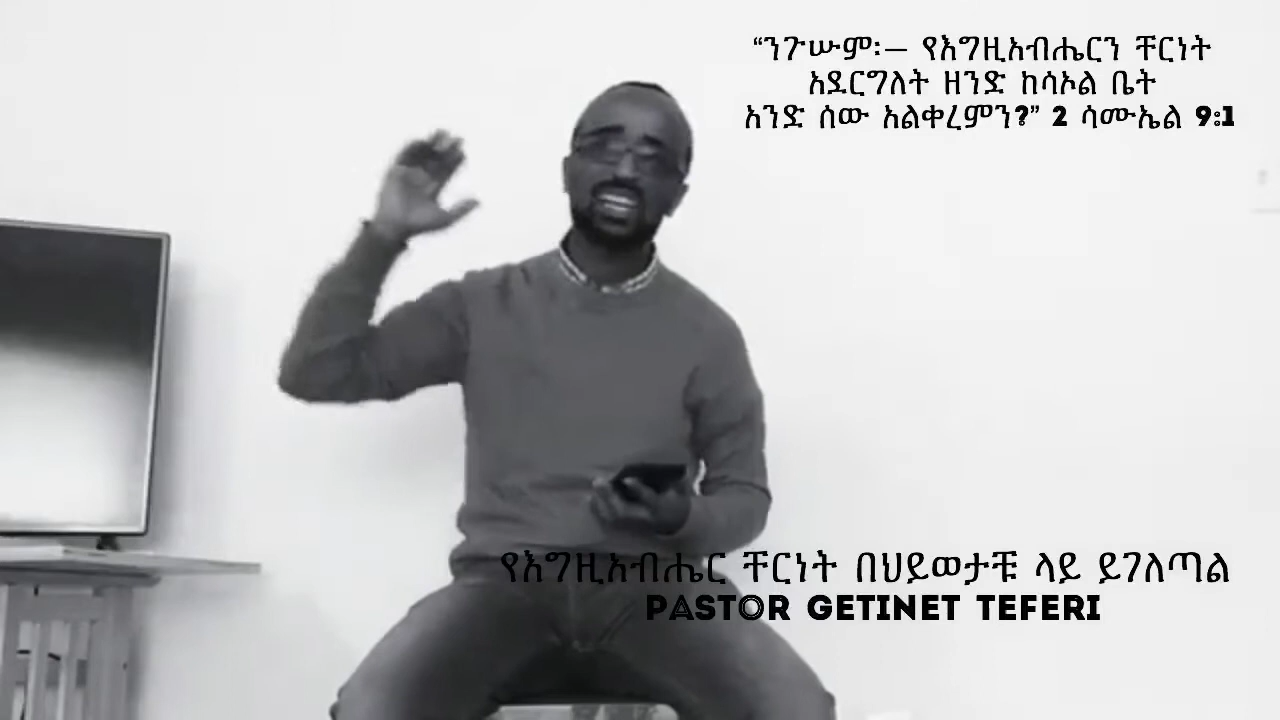 “ንጉሡም፡— የእግዚአብሔርን ቸርነት
አደርግለት ዘንድ ከሳኦል ቤት
አንድ ሰው አልቀረምን?” 2 ሳሙኤል 9፡1
የእግዚአብሔር ቸርነት በህይወታቹ ላይ ይገለጣል
PASTOR GETINET TEFERI